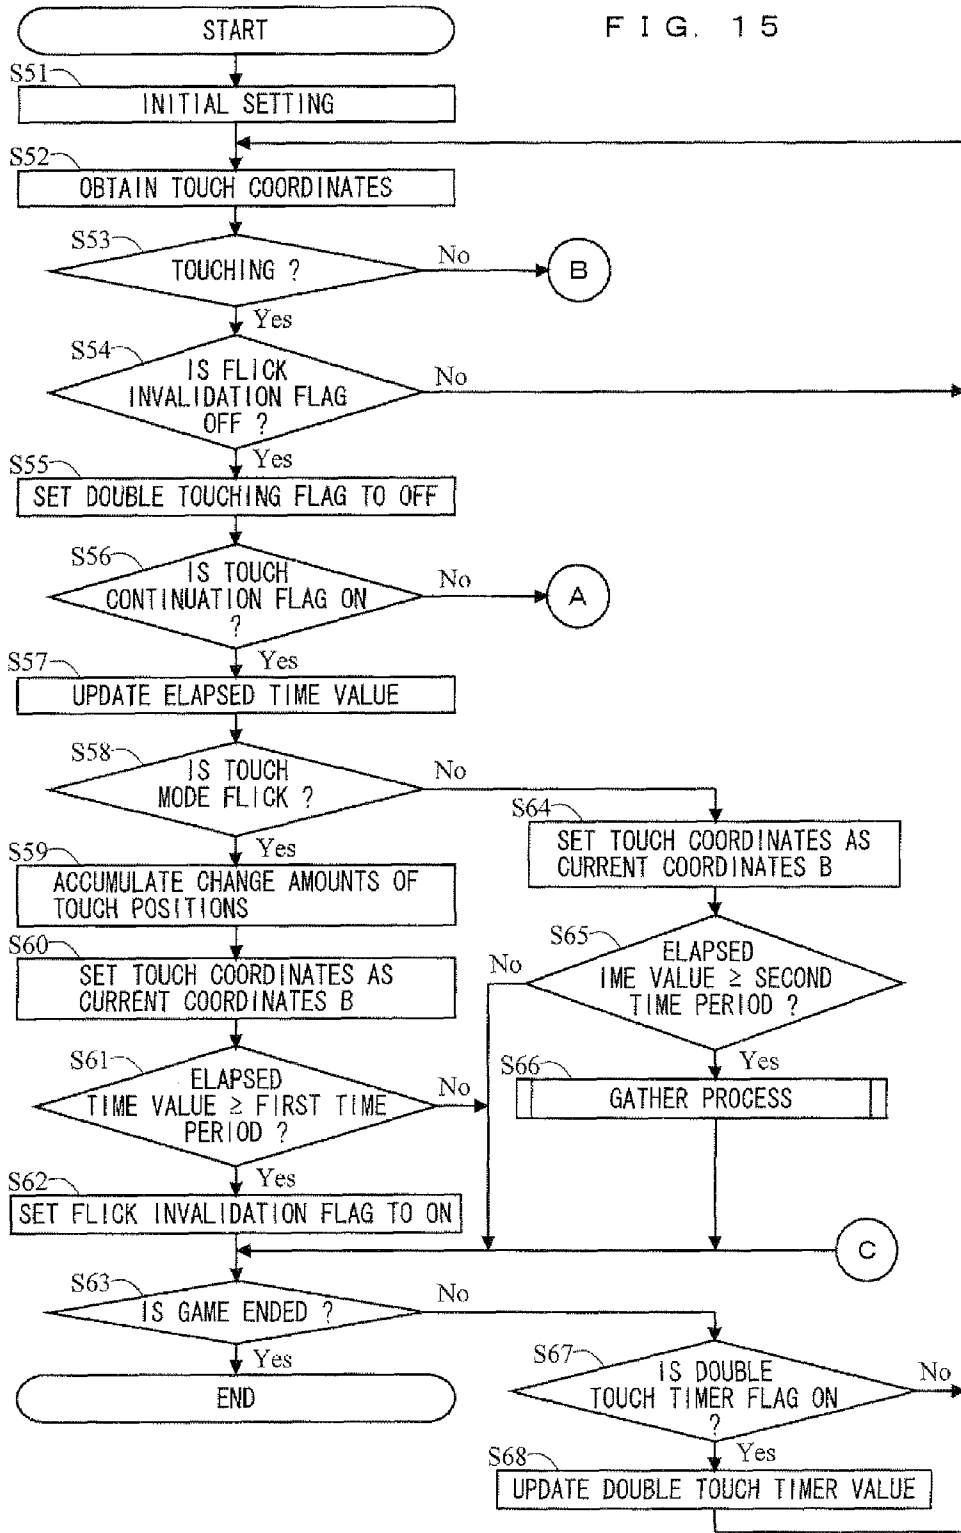 FIG. 15
START
S51
INITIAL SETTING
S52
OBTAIN TOUCH COORDINATES
S53
TOUCHING ?
No
B
Yes
S54
IS FLICK
INVALIDATION FLAG
OFF ?
No
Yes
S55
SET DOUBLE TOUCHING FLAG TO OFF
S56
IS TOUCH
CONTINUATION FLAG ON
?
No
A
Yes
S57
UPDATE ELAPSED TIME VALUE
S58
IS TOUCH
MODE FLICK ?
No
Yes
S59
ACCUMULATE CHANGE AMOUNTS OF
TOUCH POSITIONS
S60
SET TOUCH COORDINATES AS
CURRENT COORDINATES B
S61
ELAPSED
TIME VALUE ≥ FIRST TIME
PERIOD ?
No
Yes
S62
SET FLICK INVALIDATION FLAG TO ON
S64
SET TOUCH COORDINATES AS
CURRENT COORDINATES B
S65
ELAPSED
IME VALUE ≥ SECOND
TIME PERIOD ?
No
Yes
S66
GATHER PROCESS
C
S63
IS GAME ENDED ?
No
Yes
END
S67
IS DOUBLE
TOUCH TIMER FLAG ON
?
No
Yes
S68
UPDATE DOUBLE TOUCH TIMER VALUE